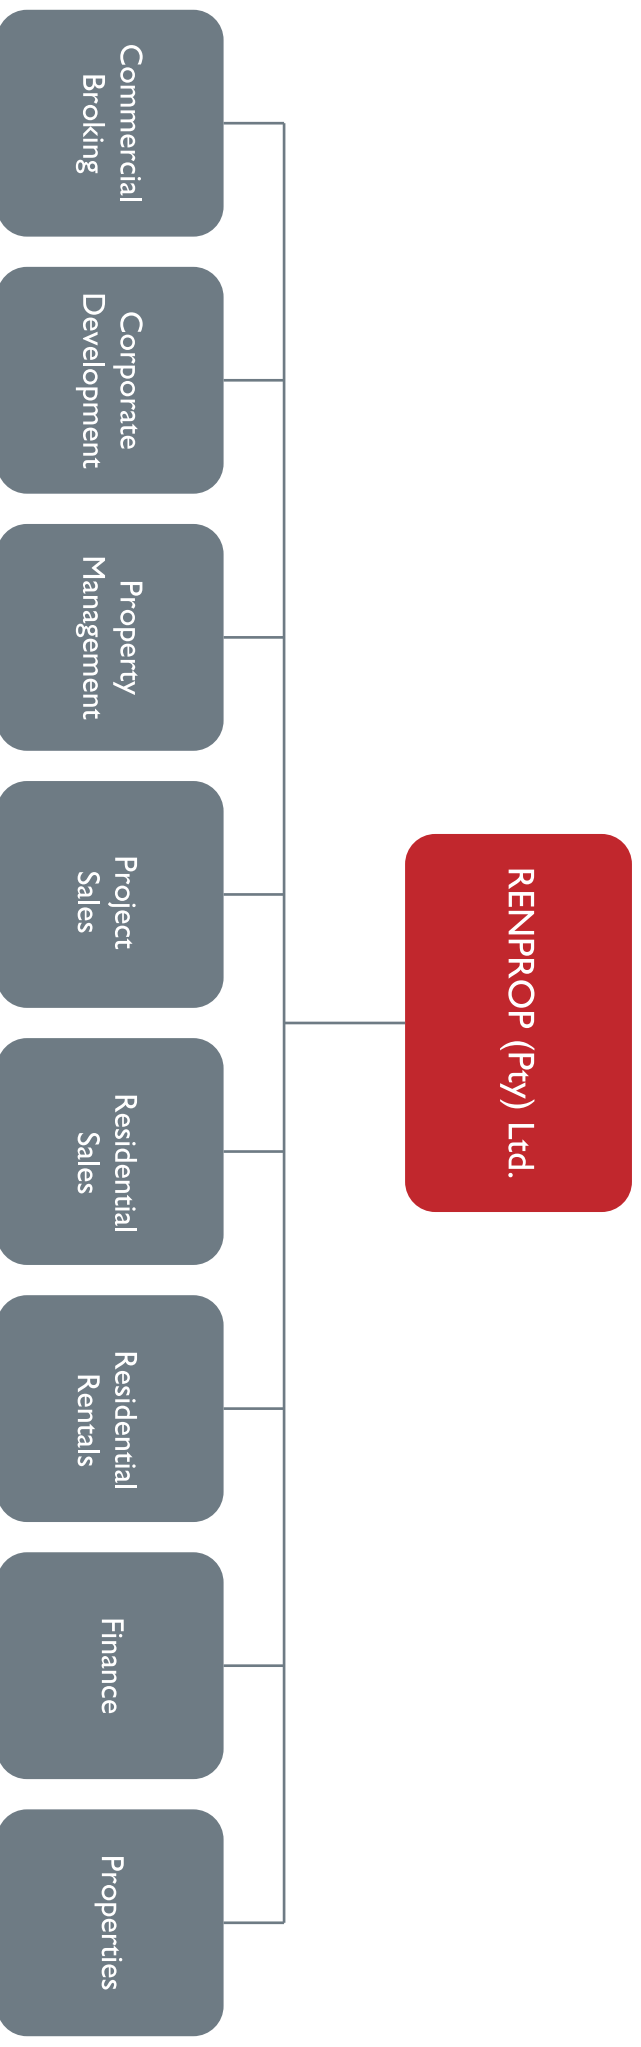 RENPROP (Pty) Ltd.
Commercial
Broking
Corporate
Development
Property
Management
Project
Sales
Residential
Sales
Residential
Rentals
Finance
Properties